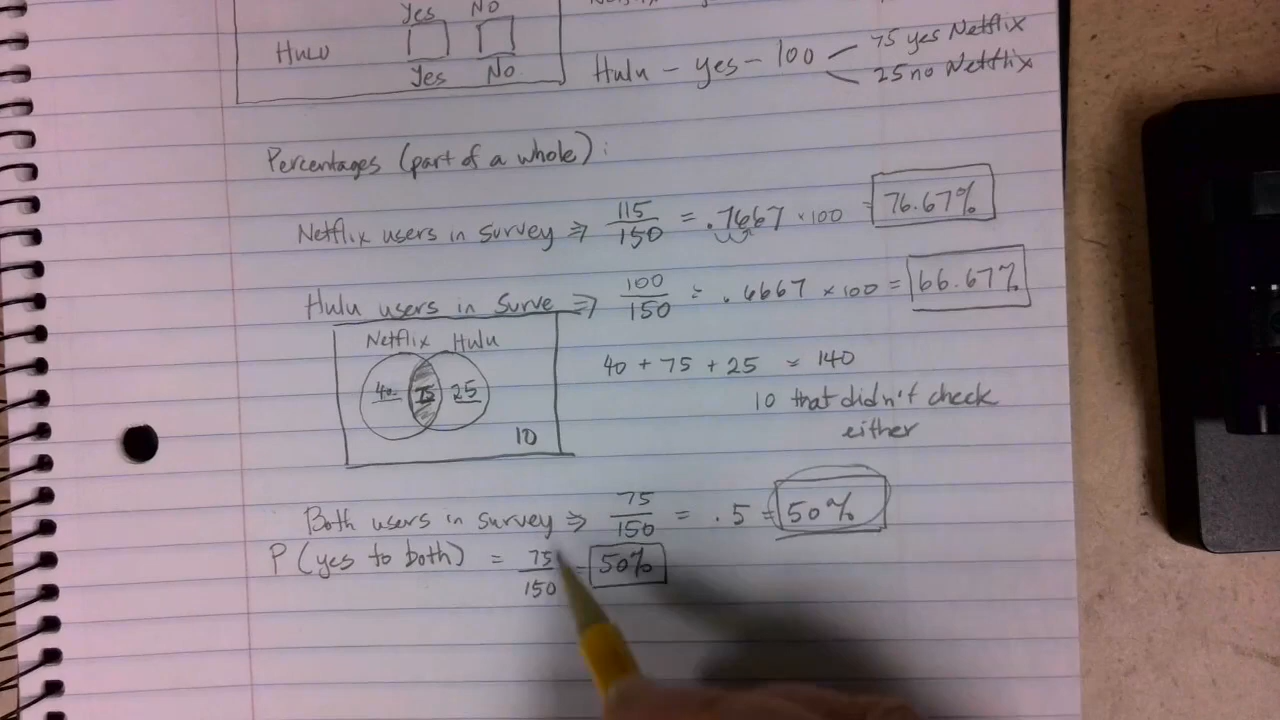 Yes No
Hulu
Yes No
Hulu - yes - 100
75 yes Netflix
25 no Netflix
Percentages (part of a whole):
Netflix users in survey ⇒ 115/150 = .7667 × 100 = 76.67%
Hulu users in Surve ⇒ 100/150 = .6667 × 100 = 66.67%
Netflix Hulu
40 75 25
10
40 + 75 + 25 = 140
10 that didn't check
either
Both users in survey ⇒ 75/150 = .5 = 50%
P (yes to both) = 75/150 = 50%